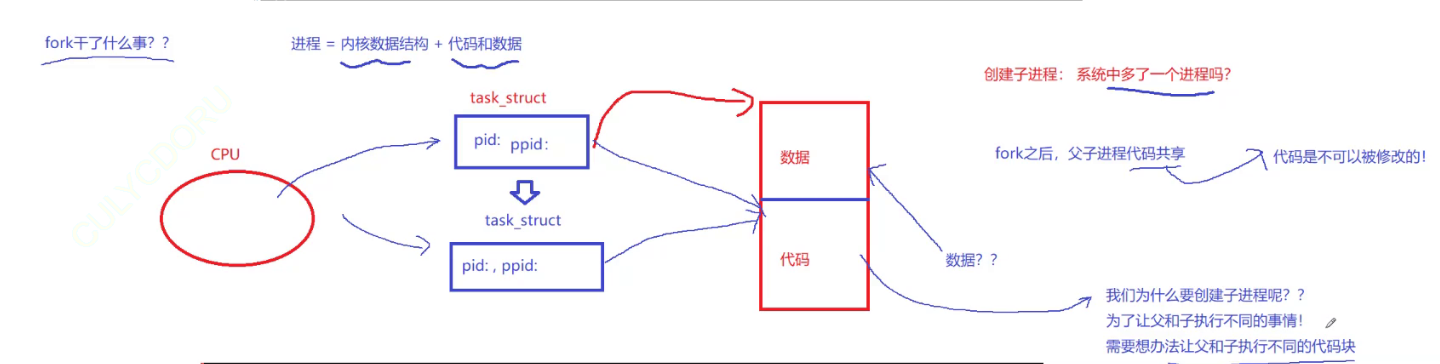 fork干了什么事??
进程 = 内核数据结构 + 代码和数据
创建子进程: 系统中多了一个进程吗?
task_struct
pid: ppid:
CPU
数据
fork之后，父子进程代码共享
代码是不可以被修改的!
task_struct
pid: , ppid:
代码
数据??
我们为什么要创建子进程呢??
为了让父和子执行不同的事情!
需要想办法让父和子执行不同的代码块
CULYCDCRU